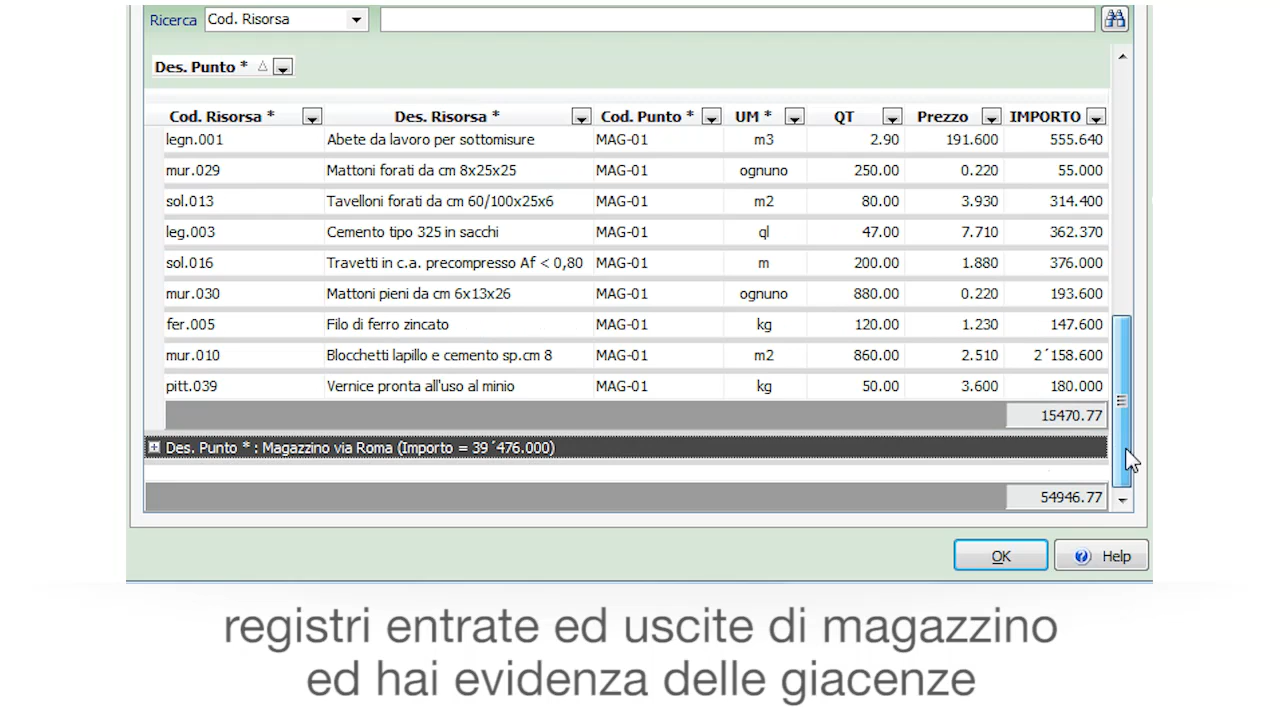 Ricerca Cod. Risorsa
Des. Punto *
Cod. Risorsa * Des. Risorsa * Cod. Punto * UM * QT Prezzo IMPORTO
legn.001 Abete da lavoro per sottomisure MAG-01 m3 2.90 191.600 555.640
mur.029 Mattoni forati da cm 8x25x25 MAG-01 ognuno 250.00 0.220 55.000
sol.013 Tavelloni forati da cm 60/100x25x6 MAG-01 m2 80.00 3.930 314.400
leg.003 Cemento tipo 325 in sacchi MAG-01 ql 47.00 7.710 362.370
sol.016 Travetti in c.a. precompresso Af < 0,80 MAG-01 m 200.00 1.880 376.000
mur.030 Mattoni pieni da cm 6x13x26 MAG-01 ognuno 880.00 0.220 193.600
fer.005 Filo di ferro zincato MAG-01 kg 120.00 1.230 147.600
mur.010 Blocchetti lapillo e cemento sp.cm 8 MAG-01 m2 860.00 2.510 2´158.600
pitt.039 Vernice pronta all'uso al minio MAG-01 kg 50.00 3.600 180.000
15470.77
Des. Punto * : Magazzino via Roma (Importo = 39´476.000)
54946.77
OK Help
registri entrate ed uscite di magazzino
ed hai evidenza delle giacenze